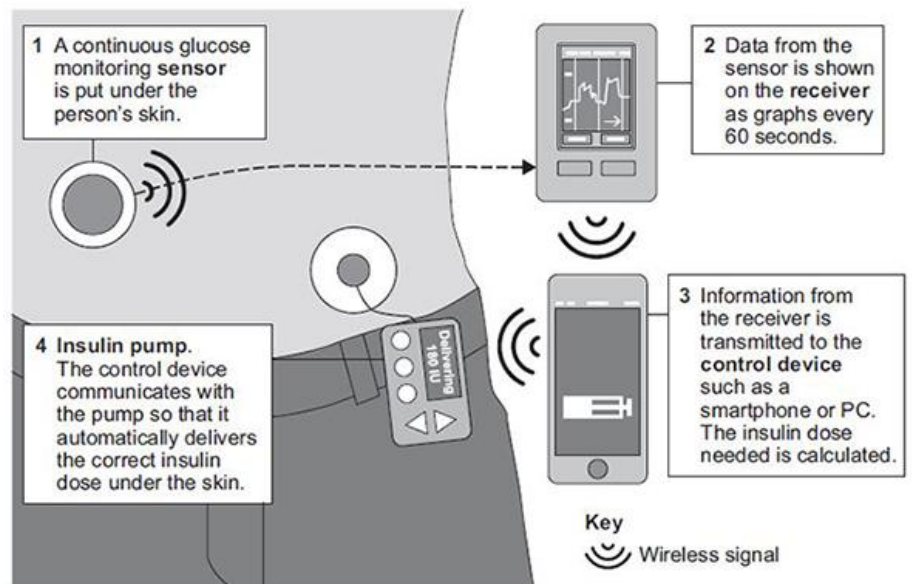 1 A continuous glucose
monitoring sensor
is put under the
person's skin.
2 Data from the
sensor is shown
on the receiver
as graphs every
60 seconds.
3 Information from
the receiver is
transmitted to the
control device
such as a
smartphone or PC.
The insulin dose
needed is calculated.
4 Insulin pump.
The control device
communicates with
the pump so that it
automatically delivers
the correct insulin
dose under the skin.
Delivering
180 IU
Key
Wireless signal